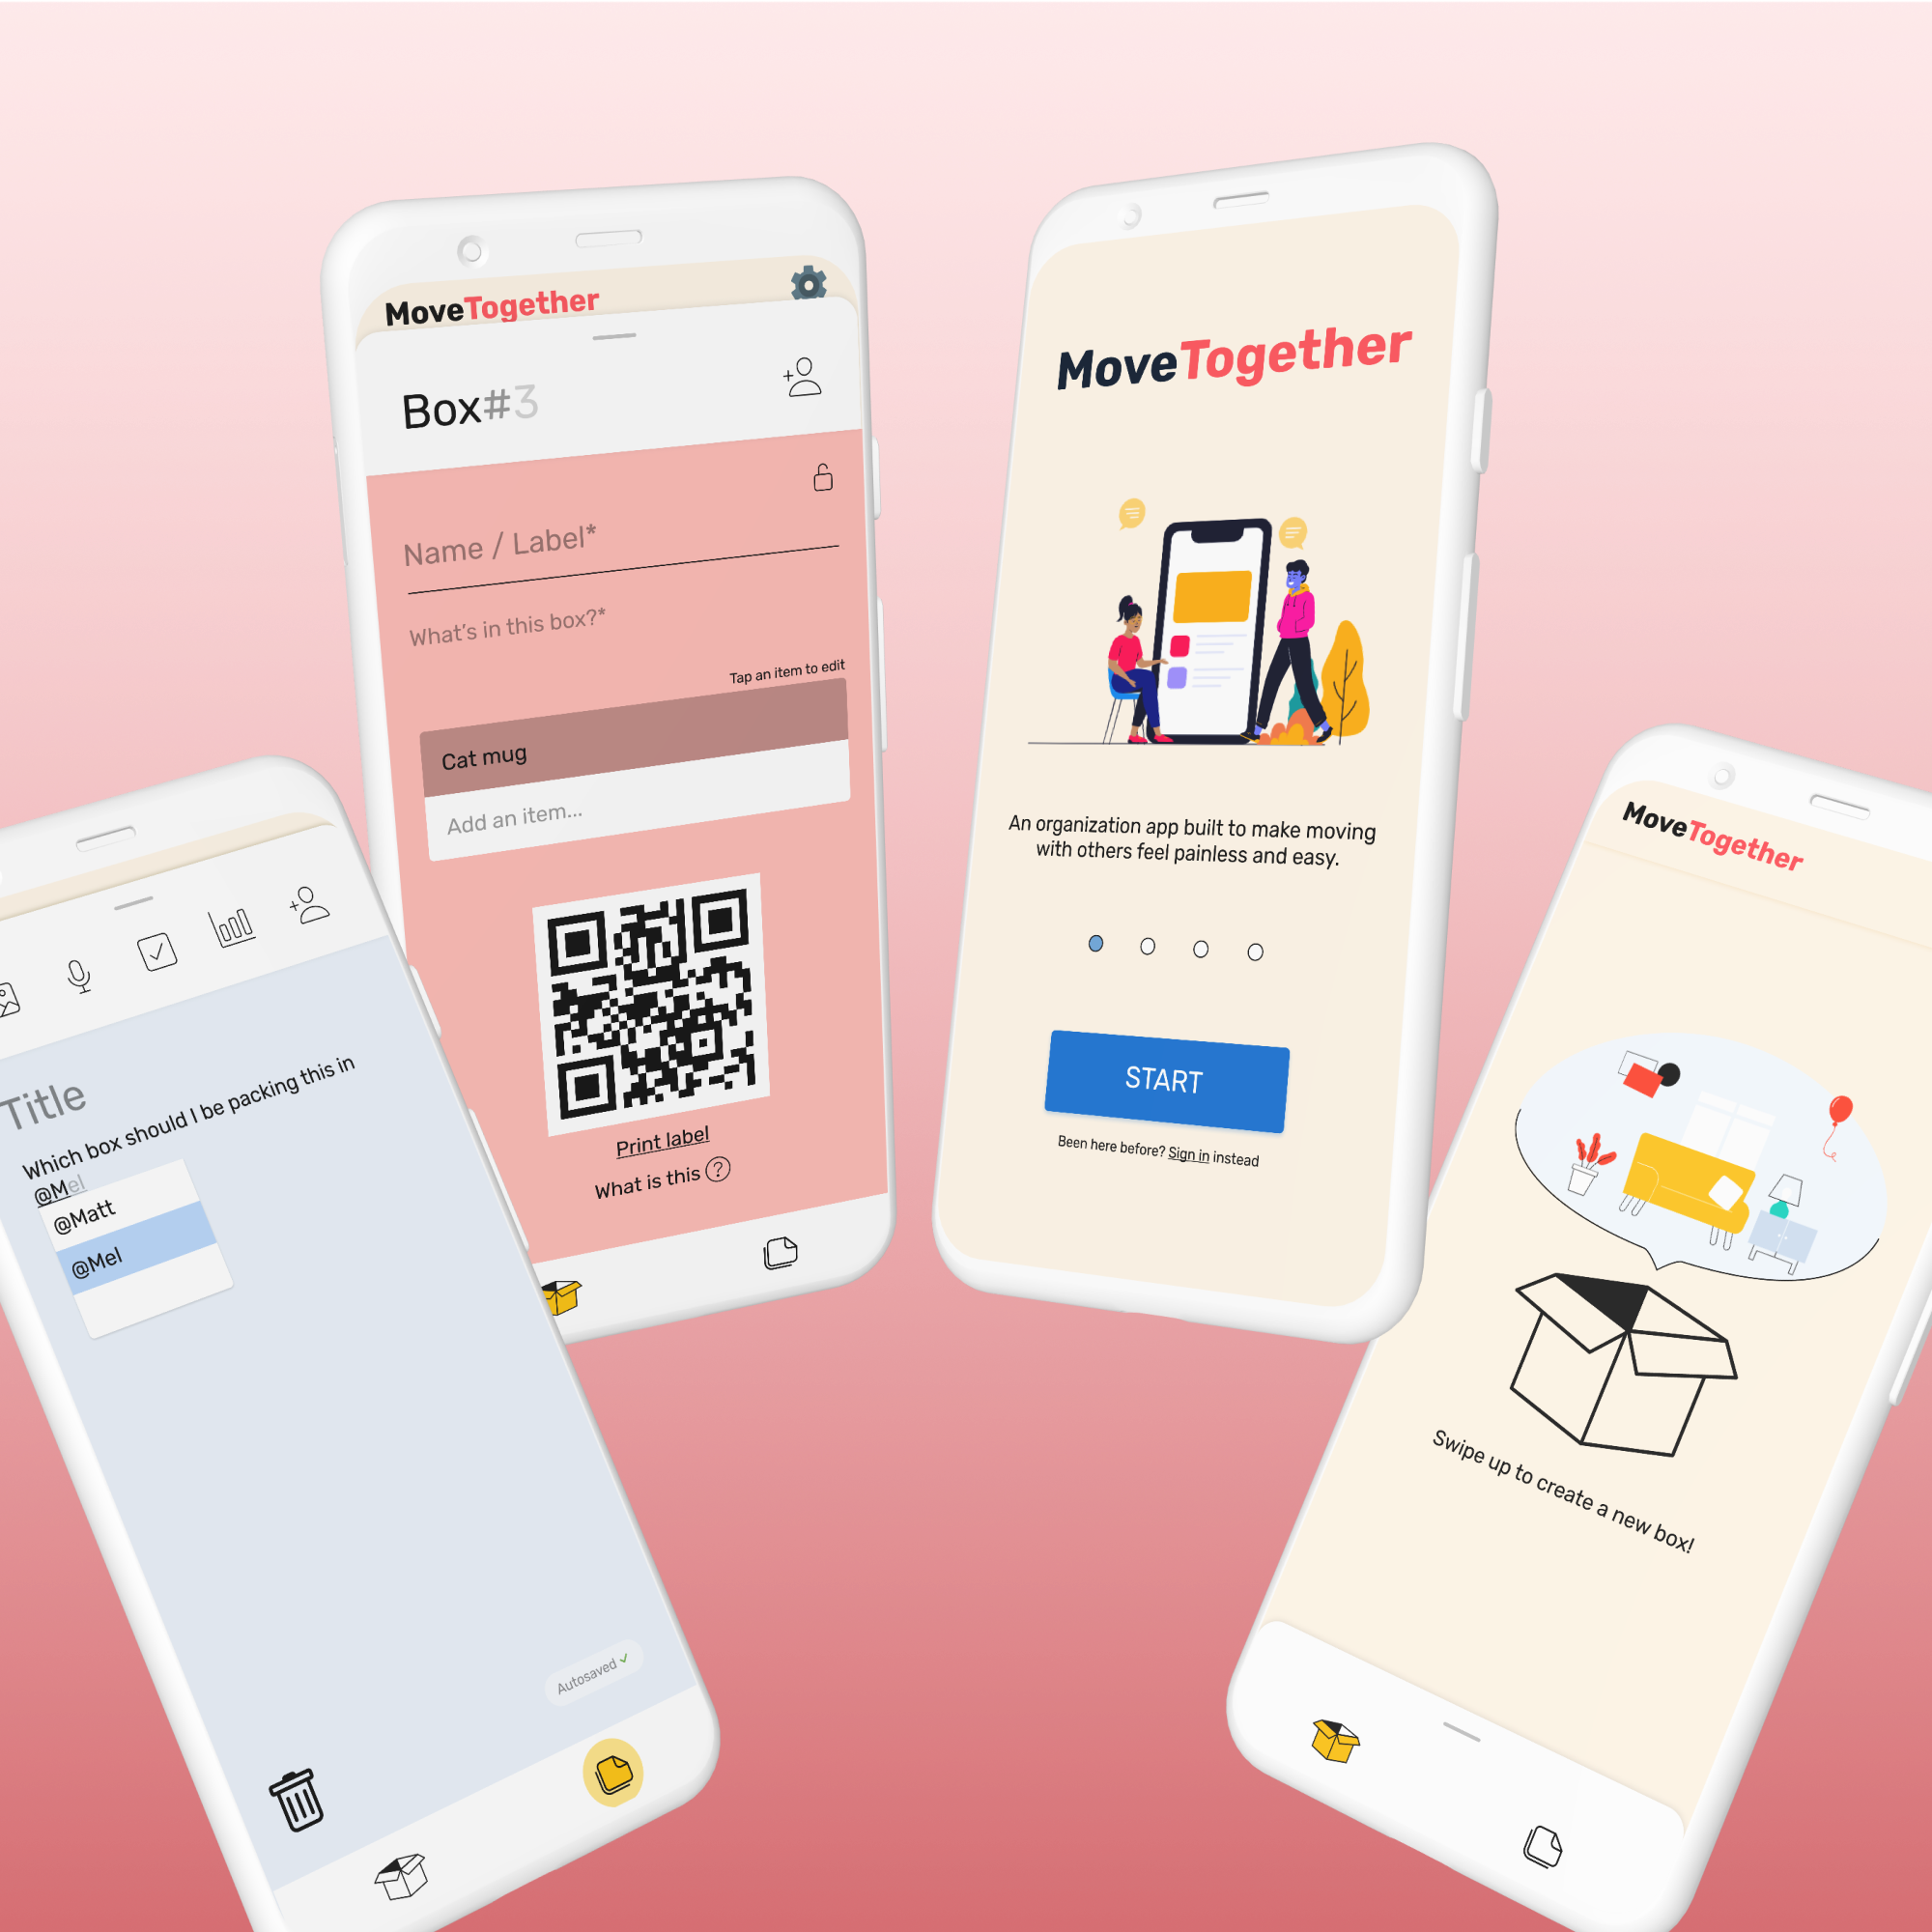 MoveTogether
Box#3
Name / Label*
What's in this box?*
Tap an item to edit
Cat mug
Add an item...
Print label
What is this ?
MoveTogether
An organization app built to make moving
with others feel painless and easy.
START
Been here before? Sign in instead
Title
Which box should I be packing this in
@Mel
@Matt
@Mel
Autosaved
MoveTogether
Swipe up to create a new box!